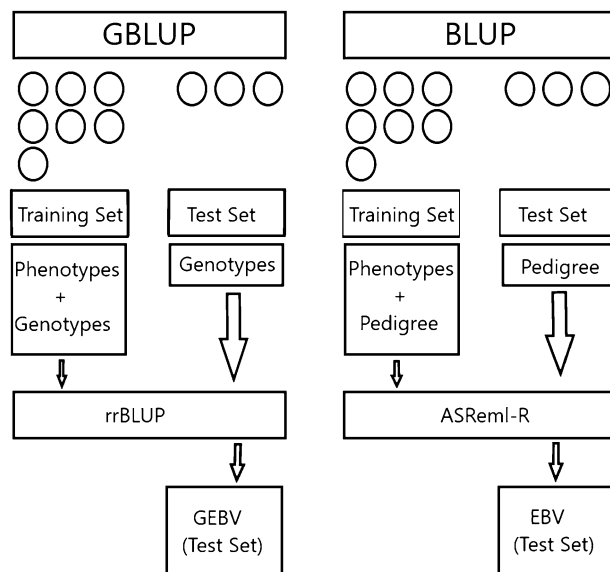 GBLUP
Training Set
Test Set
Phenotypes
+
Genotypes
Genotypes
rrBLUP
GEBV
(Test Set)
BLUP
Training Set
Test Set
Phenotypes
+
Pedigree
Pedigree
ASReml-R
EBV
(Test Set)